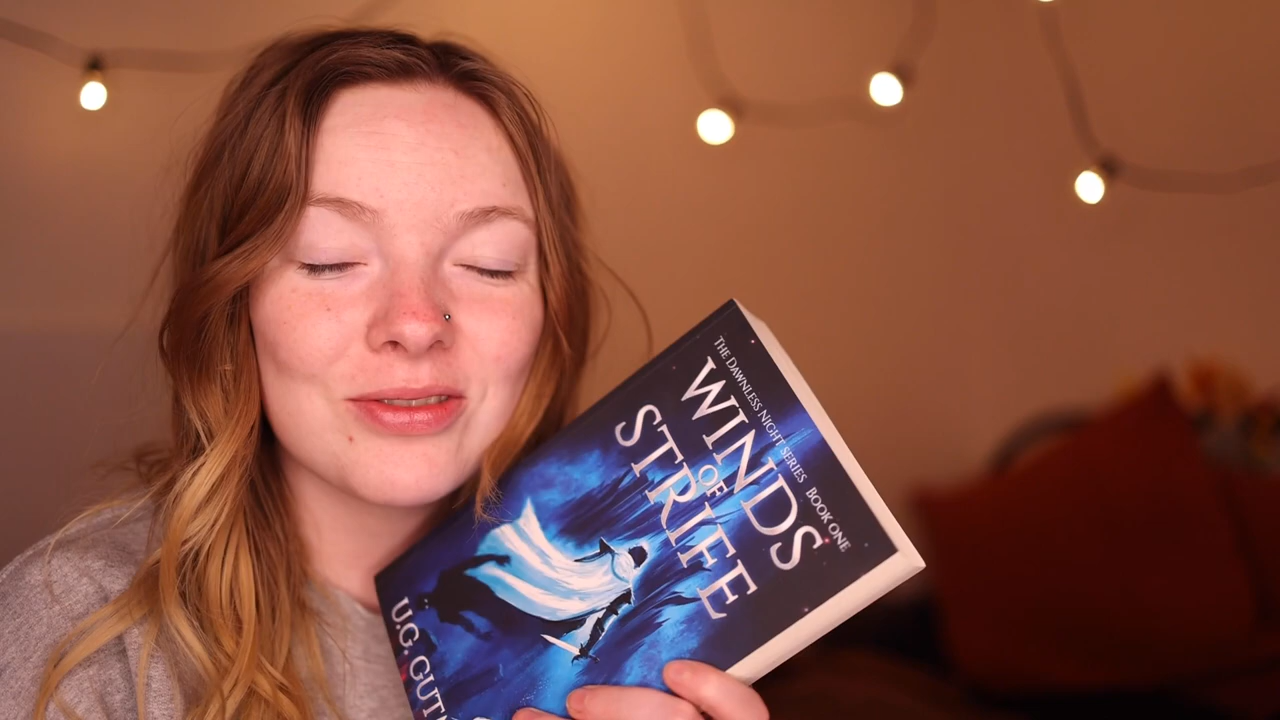 THE DAWNLESS NIGHT SERIES BOOK ONE
WINDS
OF
STRIFE
U.G.